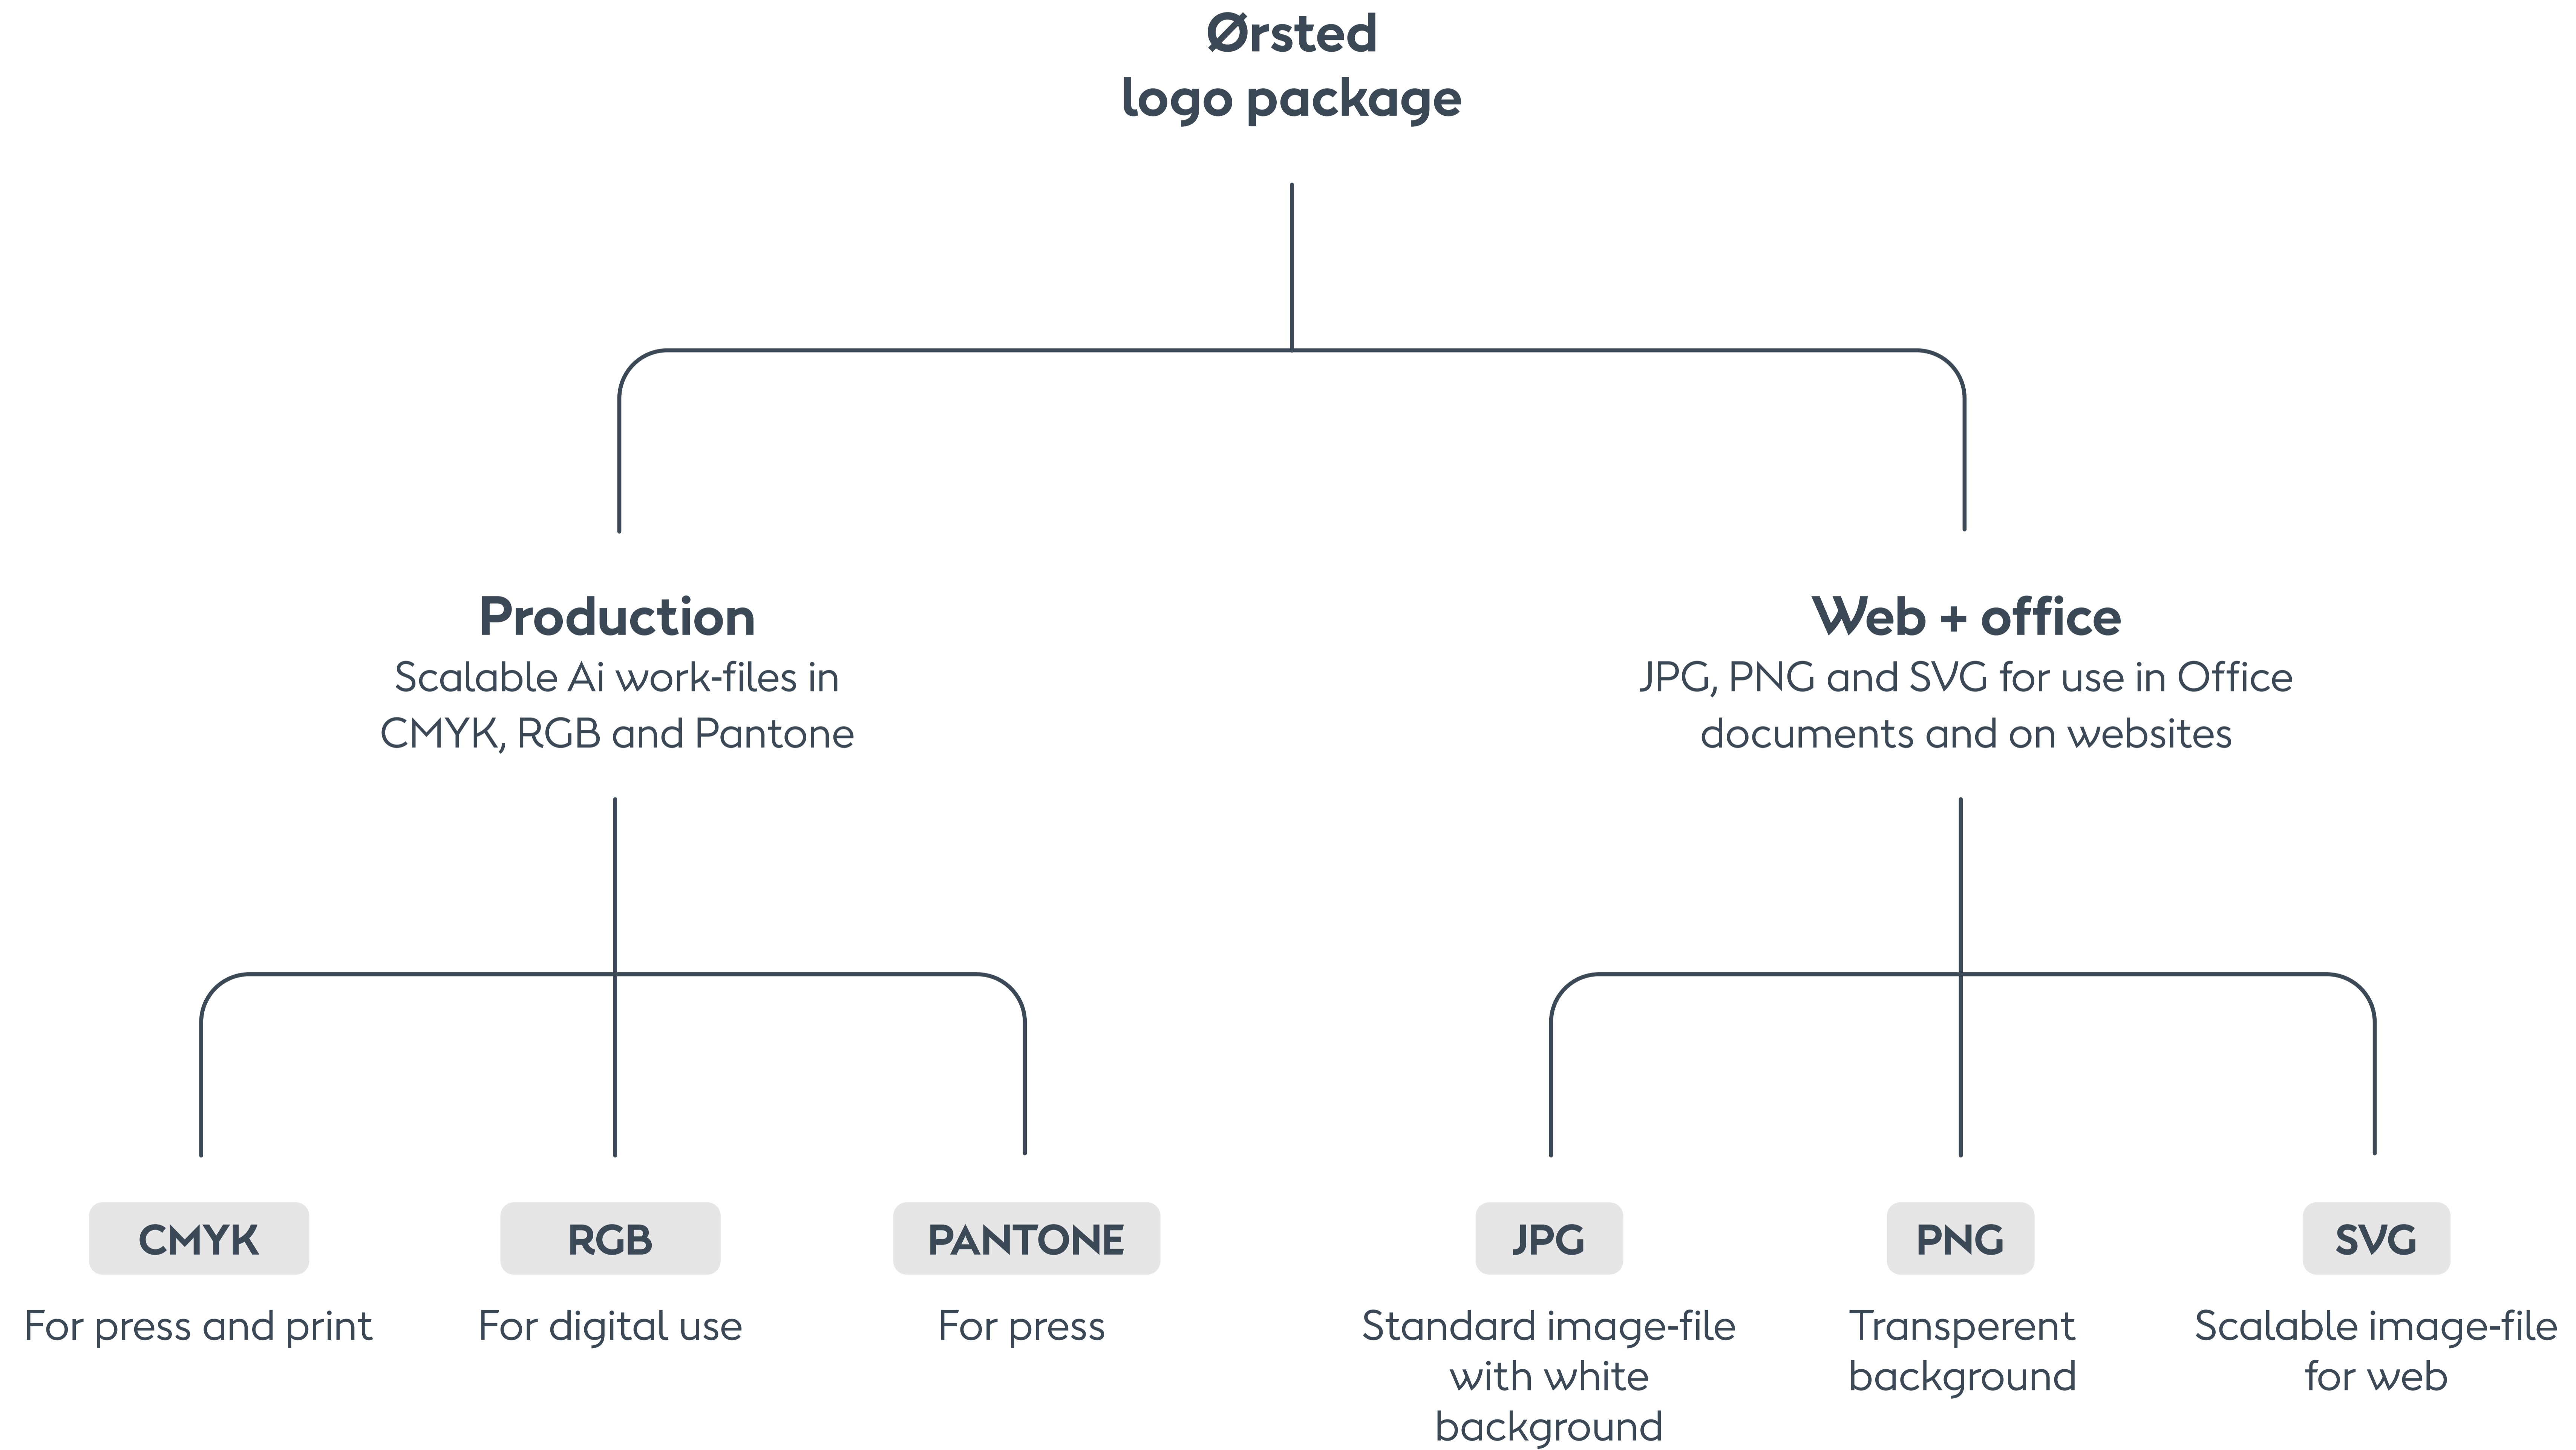 Ørsted
logo package
Production
Scalable Ai work-files in
CMYK, RGB and Pantone
Web + office
JPG, PNG and SVG for use in Office
documents and on websites
CMYK
For press and print
RGB
For digital use
PANTONE
For press
JPG
Standard image-file
with white
background
PNG
Transperent
background
SVG
Scalable image-file
for web